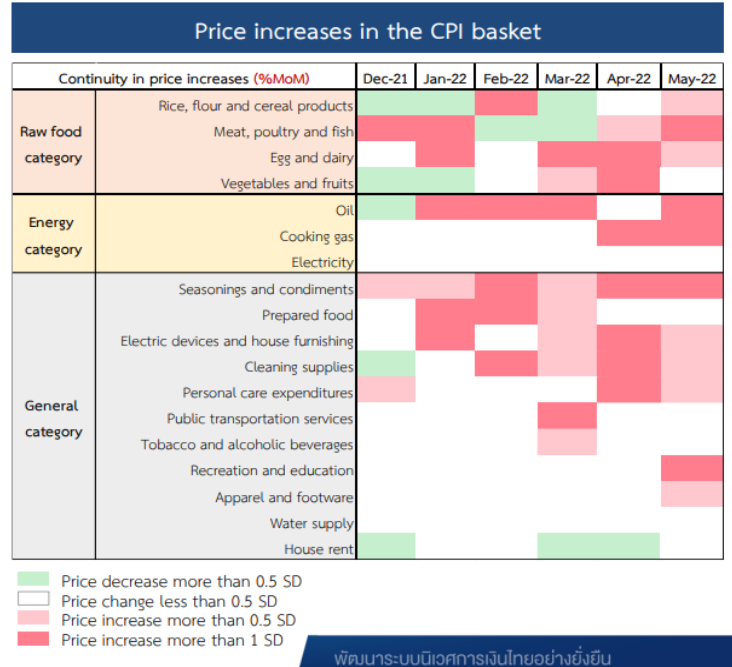 Price increases in the CPI basket
Continuity in price increases (%MoM) Dec-21 Jan-22 Feb-22 Mar-22 Apr-22 May-22
Raw food category
Rice, flour and cereal products
Meat, poultry and fish
Egg and dairy
Vegetables and fruits
Energy category
Oil
Cooking gas
Electricity
General category
Seasonings and condiments
Prepared food
Electric devices and house furnishing
Cleaning supplies
Personal care expenditures
Public transportation services
Tobacco and alcoholic beverages
Recreation and education
Apparel and footware
Water supply
House rent
Price decrease more than 0.5 SD
Price change less than 0.5 SD
Price increase more than 0.5 SD
Price increase more than 1 SD
พัฒนาระบบนิเวศการเงินไทยอย่างยั่งยืน